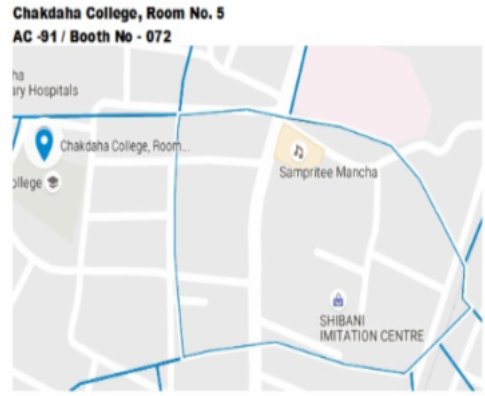 Chakdaha College, Room No. 5
AC -91 / Booth No - 072
ha
ary Hospitals
Chakdaha College, Room...
ollege
Sampritee Mancha
SHIBANI
IMITATION CENTRE